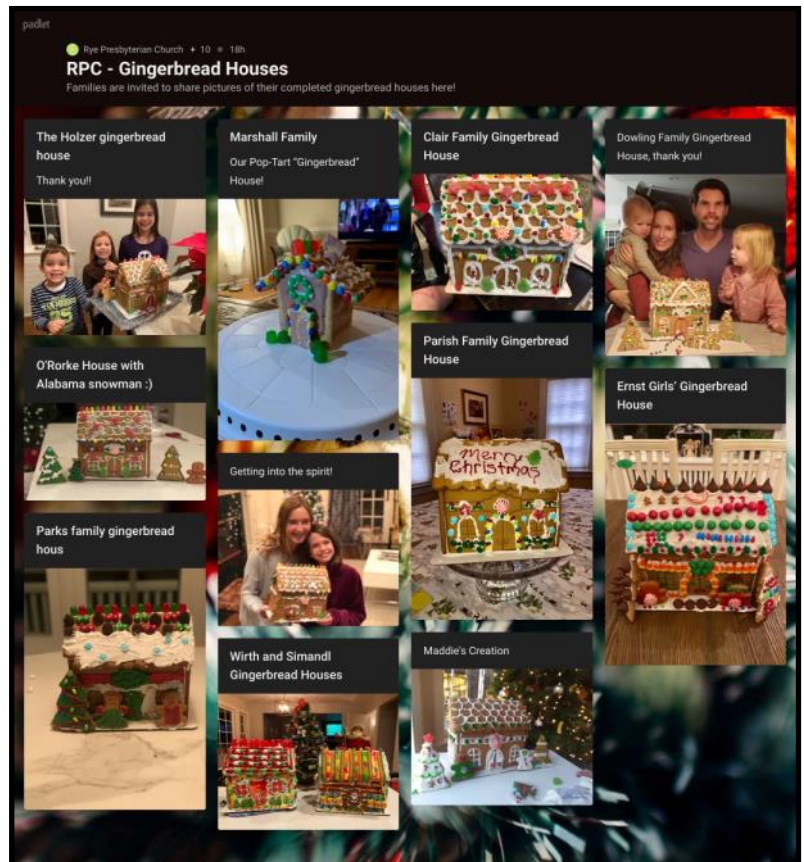 padlet
Rye Presbyterian Church + 10 • 18h
RPC - Gingerbread Houses
Families are invited to share pictures of their completed gingerbread houses here!
The Holzer gingerbread
house
Thank you!!
O'Rorke House with
Alabama snowman :)
Parks family gingerbread
hous
Marshall Family
Our Pop-Tart “Gingerbread”
House!
Getting into the spirit!
Wirth and Simandl
Gingerbread Houses
Clair Family Gingerbread
House
Parish Family Gingerbread
House
Merry
Christmas
Maddie's Creation
Dowling Family Gingerbread
House, thank you!
Ernst Girls' Gingerbread
House